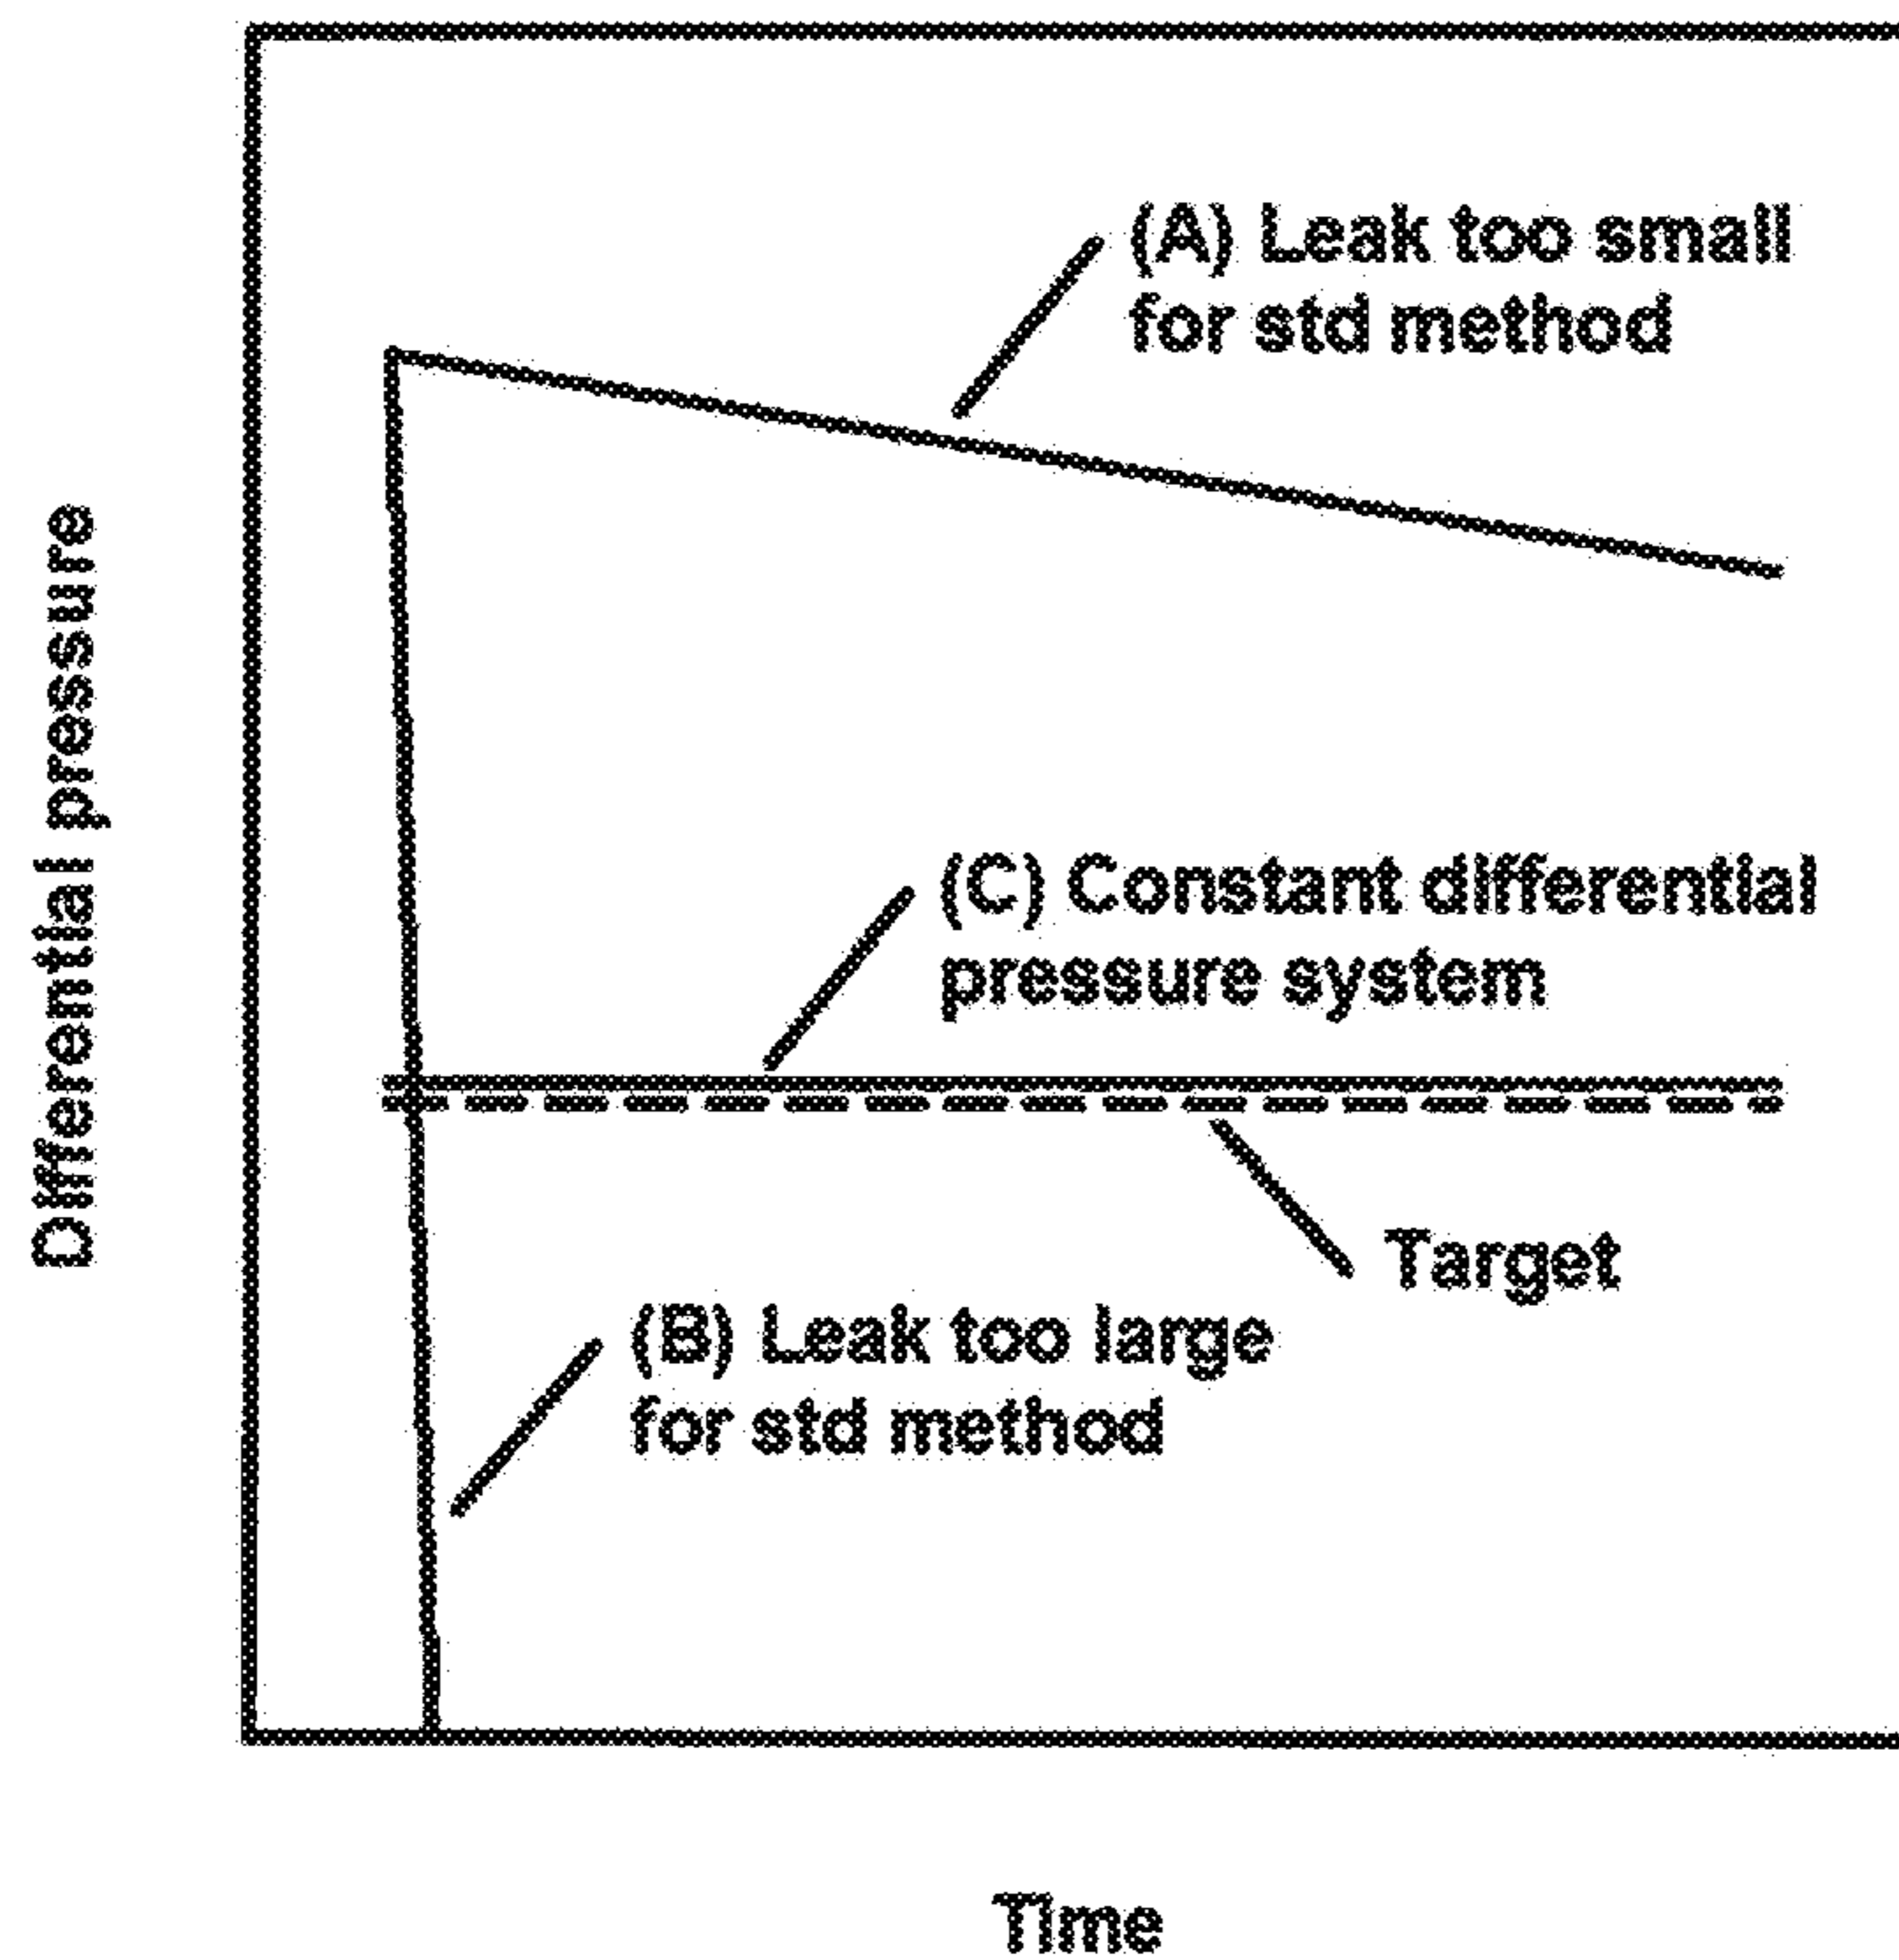 (A) Leak too small
for std method
Differential pressure
(C) Constant differential
pressure system
Target
(B) Leak too large
for std method
Time